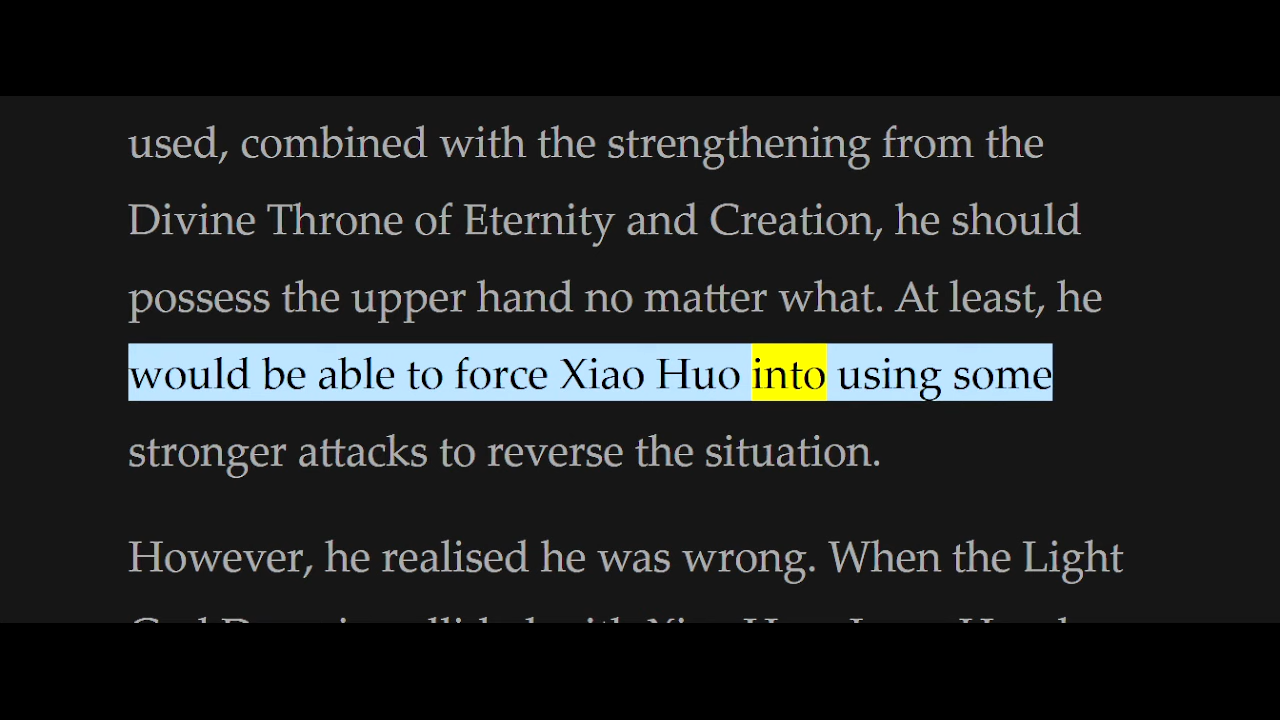 used, combined with the strengthening from the
Divine Throne of Eternity and Creation, he should
possess the upper hand no matter what. At least, he
would be able to force Xiao Huo into using some
stronger attacks to reverse the situation.
However, he realised he was wrong. When the Light